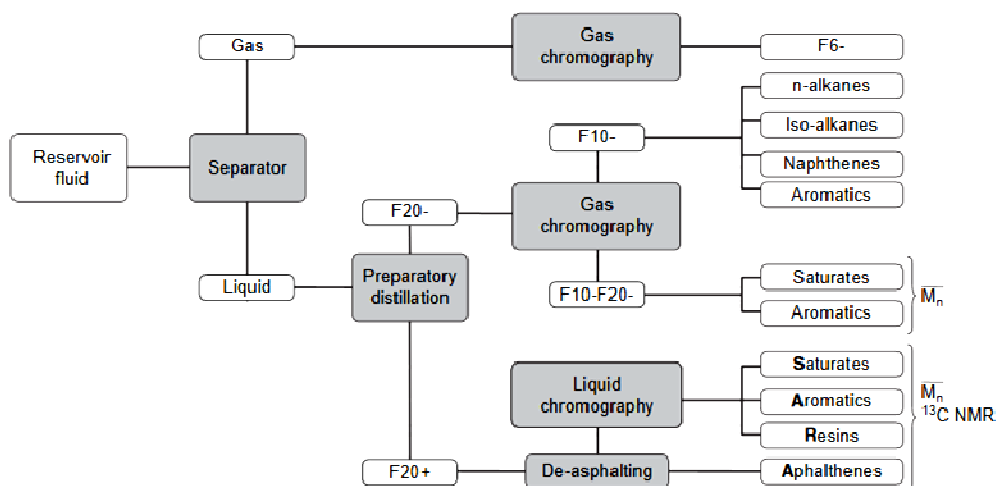 Gas
Gas
chromography
F6-
n-alkanes
F10-
Iso-alkanes
Reservoir
fluid
Separator
Naphthenes
Aromatics
F20-
Gas
chromography
Liquid
Preparatory
distillation
F10-F20-
Saturates
Aromatics
Mn
Liquid
chromography
Saturates
Aromatics
Resins
Mn
13C NMR
F20+
De-asphalting
Aphalthenes